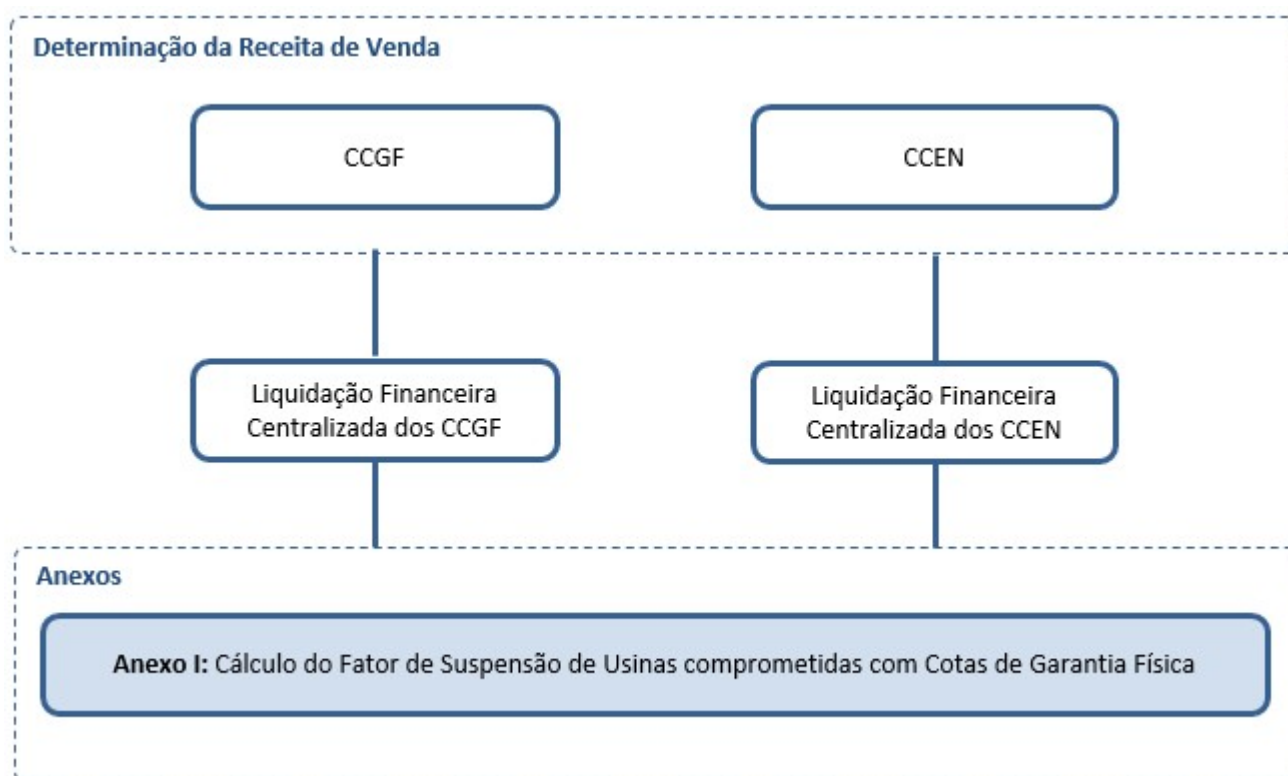 Determinação da Receita de Venda
CCGF
CCEN
Liquidação Financeira
Centralizada dos CCGF
Liquidação Financeira
Centralizada dos CCEN
Anexos
Anexo I: Cálculo do Fator de Suspensão de Usinas comprometidas com Cotas de Garantia Física